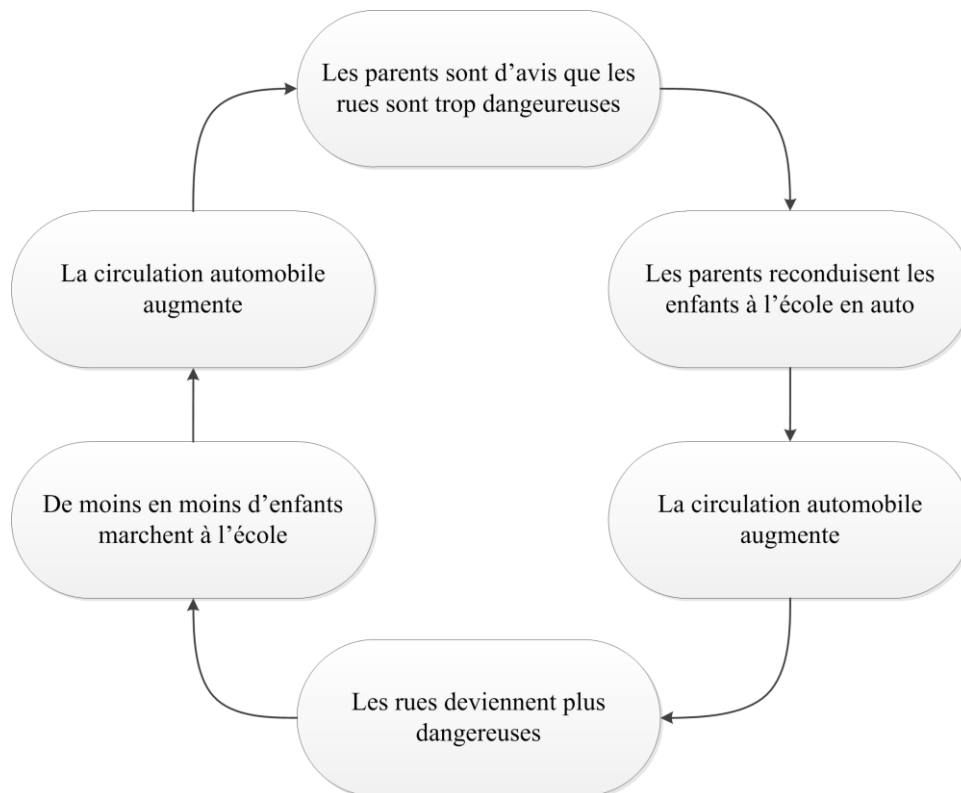 Les parents sont d’avis que les
rues sont trop dangeureuses
Les parents reconduisent les
enfants à l’école en auto
La circulation automobile
augmente
Les rues deviennent plus
dangereuses
De moins en moins d’enfants
marchent à l’école
La circulation automobile
augmente